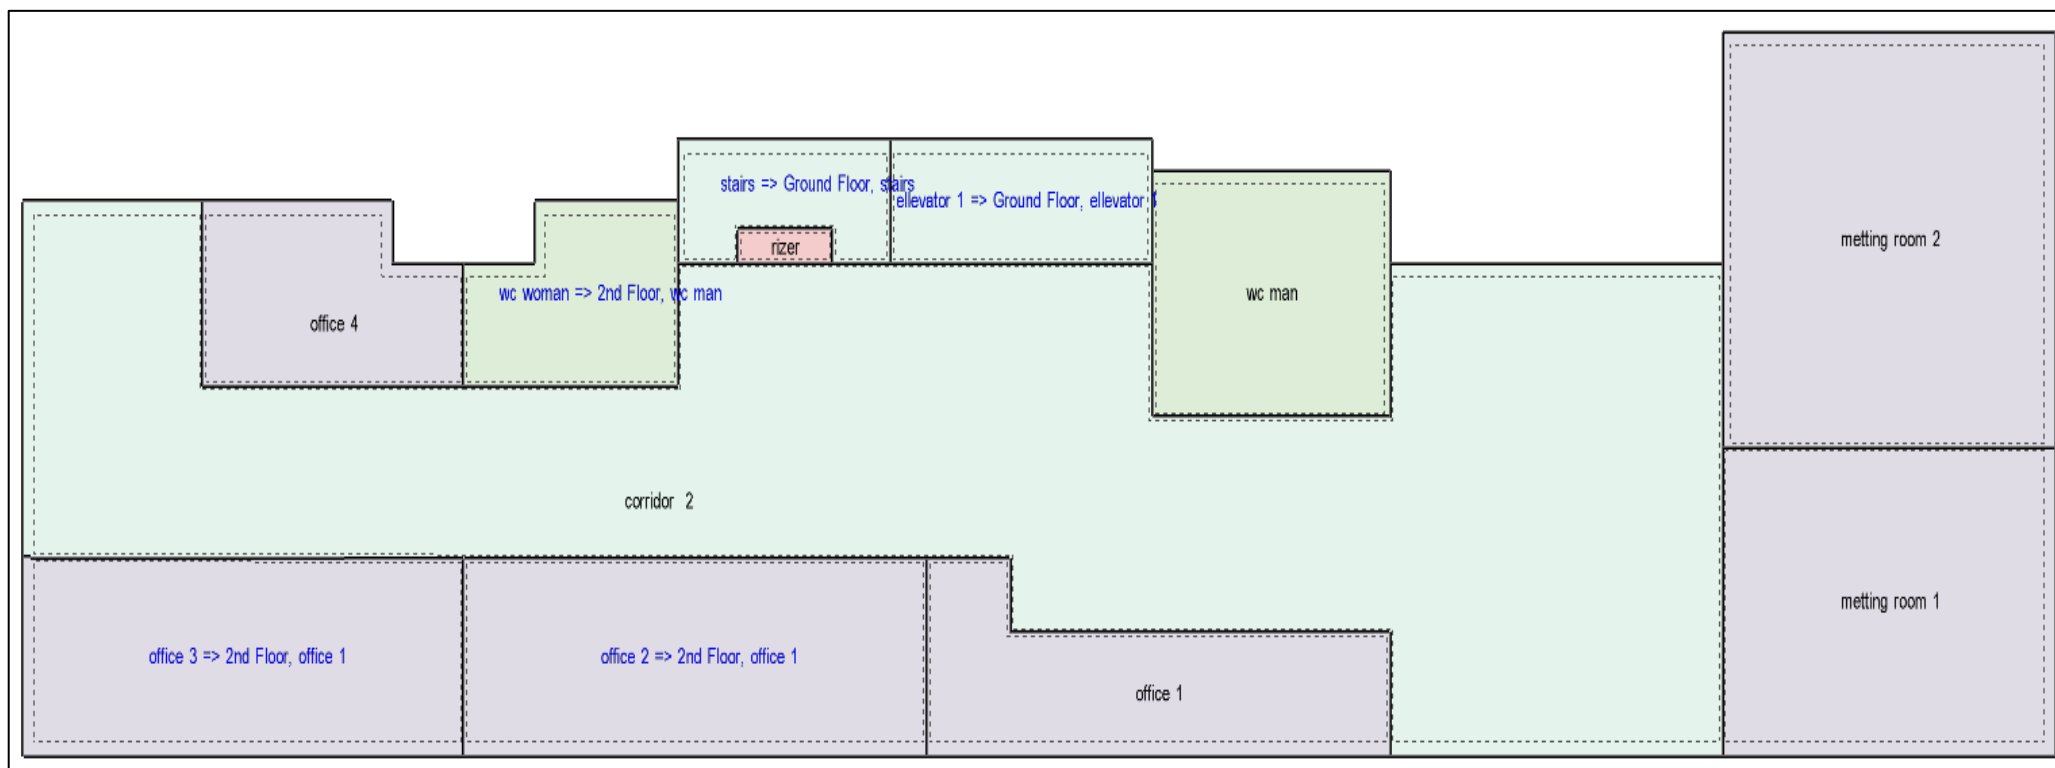 stairs => Ground Floor, stairs
ellevator 1 => Ground Floor, ellevator
metting room 2
rizer
wc woman => 2nd Floor, wc man
wc man
office 4
corridor 2
metting room 1
office 3 => 2nd Floor, office 1
office 2 => 2nd Floor, office 1
office 1